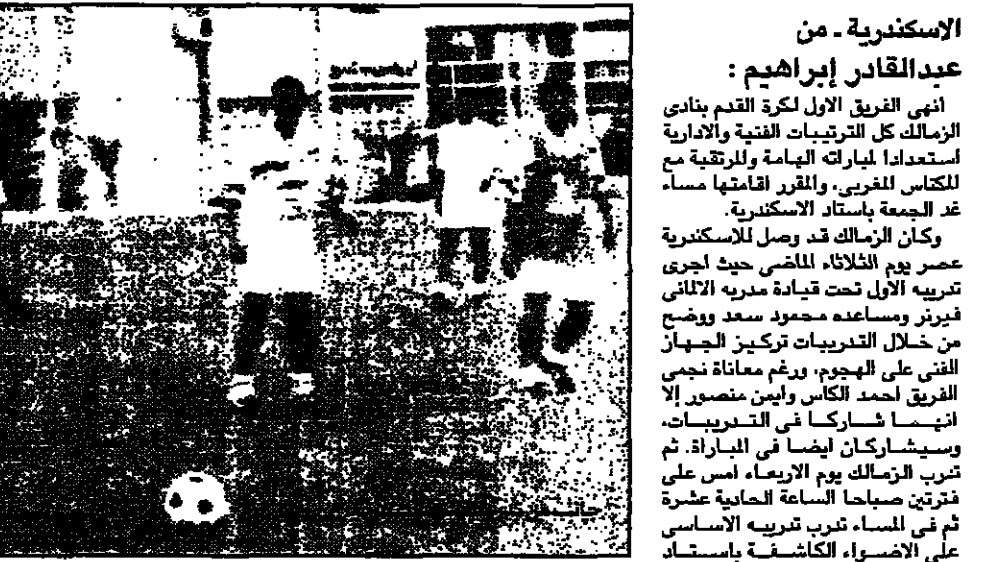 الاسكندرية ـ من
عبدالقادر إبراهيم :
أنهى الفريق الاول لكرة القدم بنادى
الزمالك كل الترتيبات الفنية والادارية
استعدادا لمباراته الهامة والمرتقبة مع
الكتاس المغربى، والمقرر اقامتها مساء
غد الجمعة باستاد الاسكندرية.
وكان الزمالك قد وصل للاسكندرية
عصر يوم الثلاثاء الماضى حيث اجرى
تدريبه الاول تحت قيادة مدربه الالمانى
فيرنر ومساعده محمود سعد ووضح
من خلال التدريبات تركيز الجهاز
الفنى على الهجوم، ورغم معاناة نجمى
الفريق احمد الكاس وايمن منصور إلا
انهما شاركا فى التدريبات،
وسيشاركان ايضا فى المباراة. ثم
تدرب الزمالك يوم الاربعاء امس على
فترتين صباحا الساعة الحادية عشرة
ثم فى المساء تدرب تدريبه الاساسى
على الاضواء الكاشفة باستاد